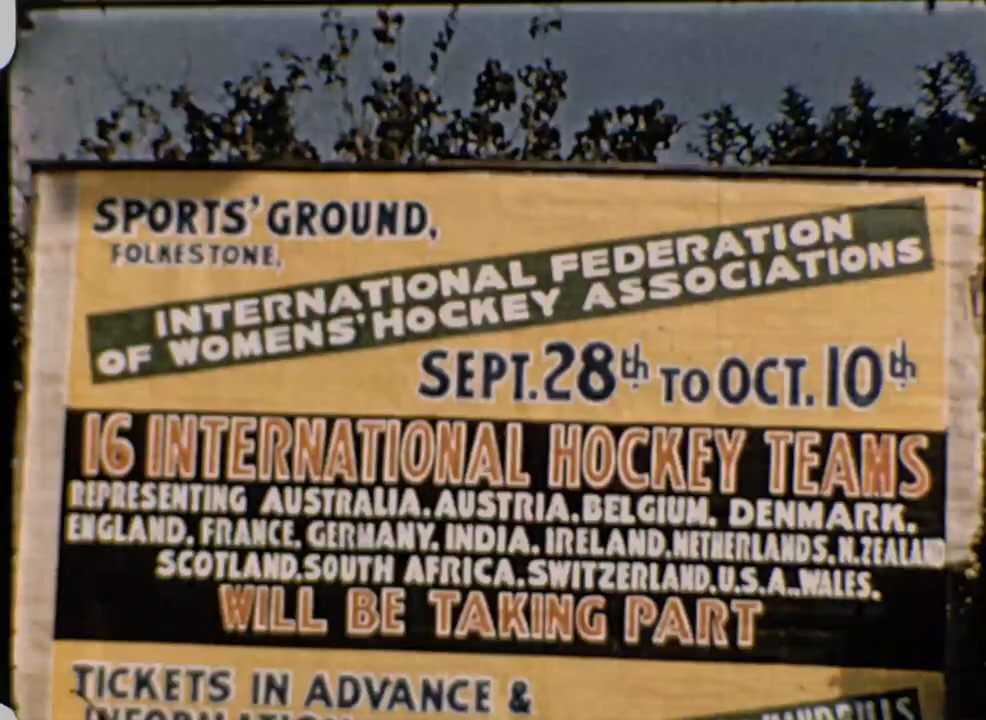 SPORTS' GROUND,
FOLKESTONE,
INTERNATIONAL FEDERATION
OF WOMENS' HOCKEY ASSOCIATIONS
SEPT. 28th TO OCT. 10th
16 INTERNATIONAL HOCKEY TEAMS
REPRESENTING AUSTRALIA. AUSTRIA. BELGIUM. DENMARK.
ENGLAND. FRANCE. GERMANY. INDIA. IRELAND. NETHERLANDS. N. ZEALAND
SCOTLAND. SOUTH AFRICA. SWITZERLAND. U.S.A.. WALES.
WILL BE TAKING PART
TICKETS IN ADVANCE &
INFORMATION
HANDBILLS